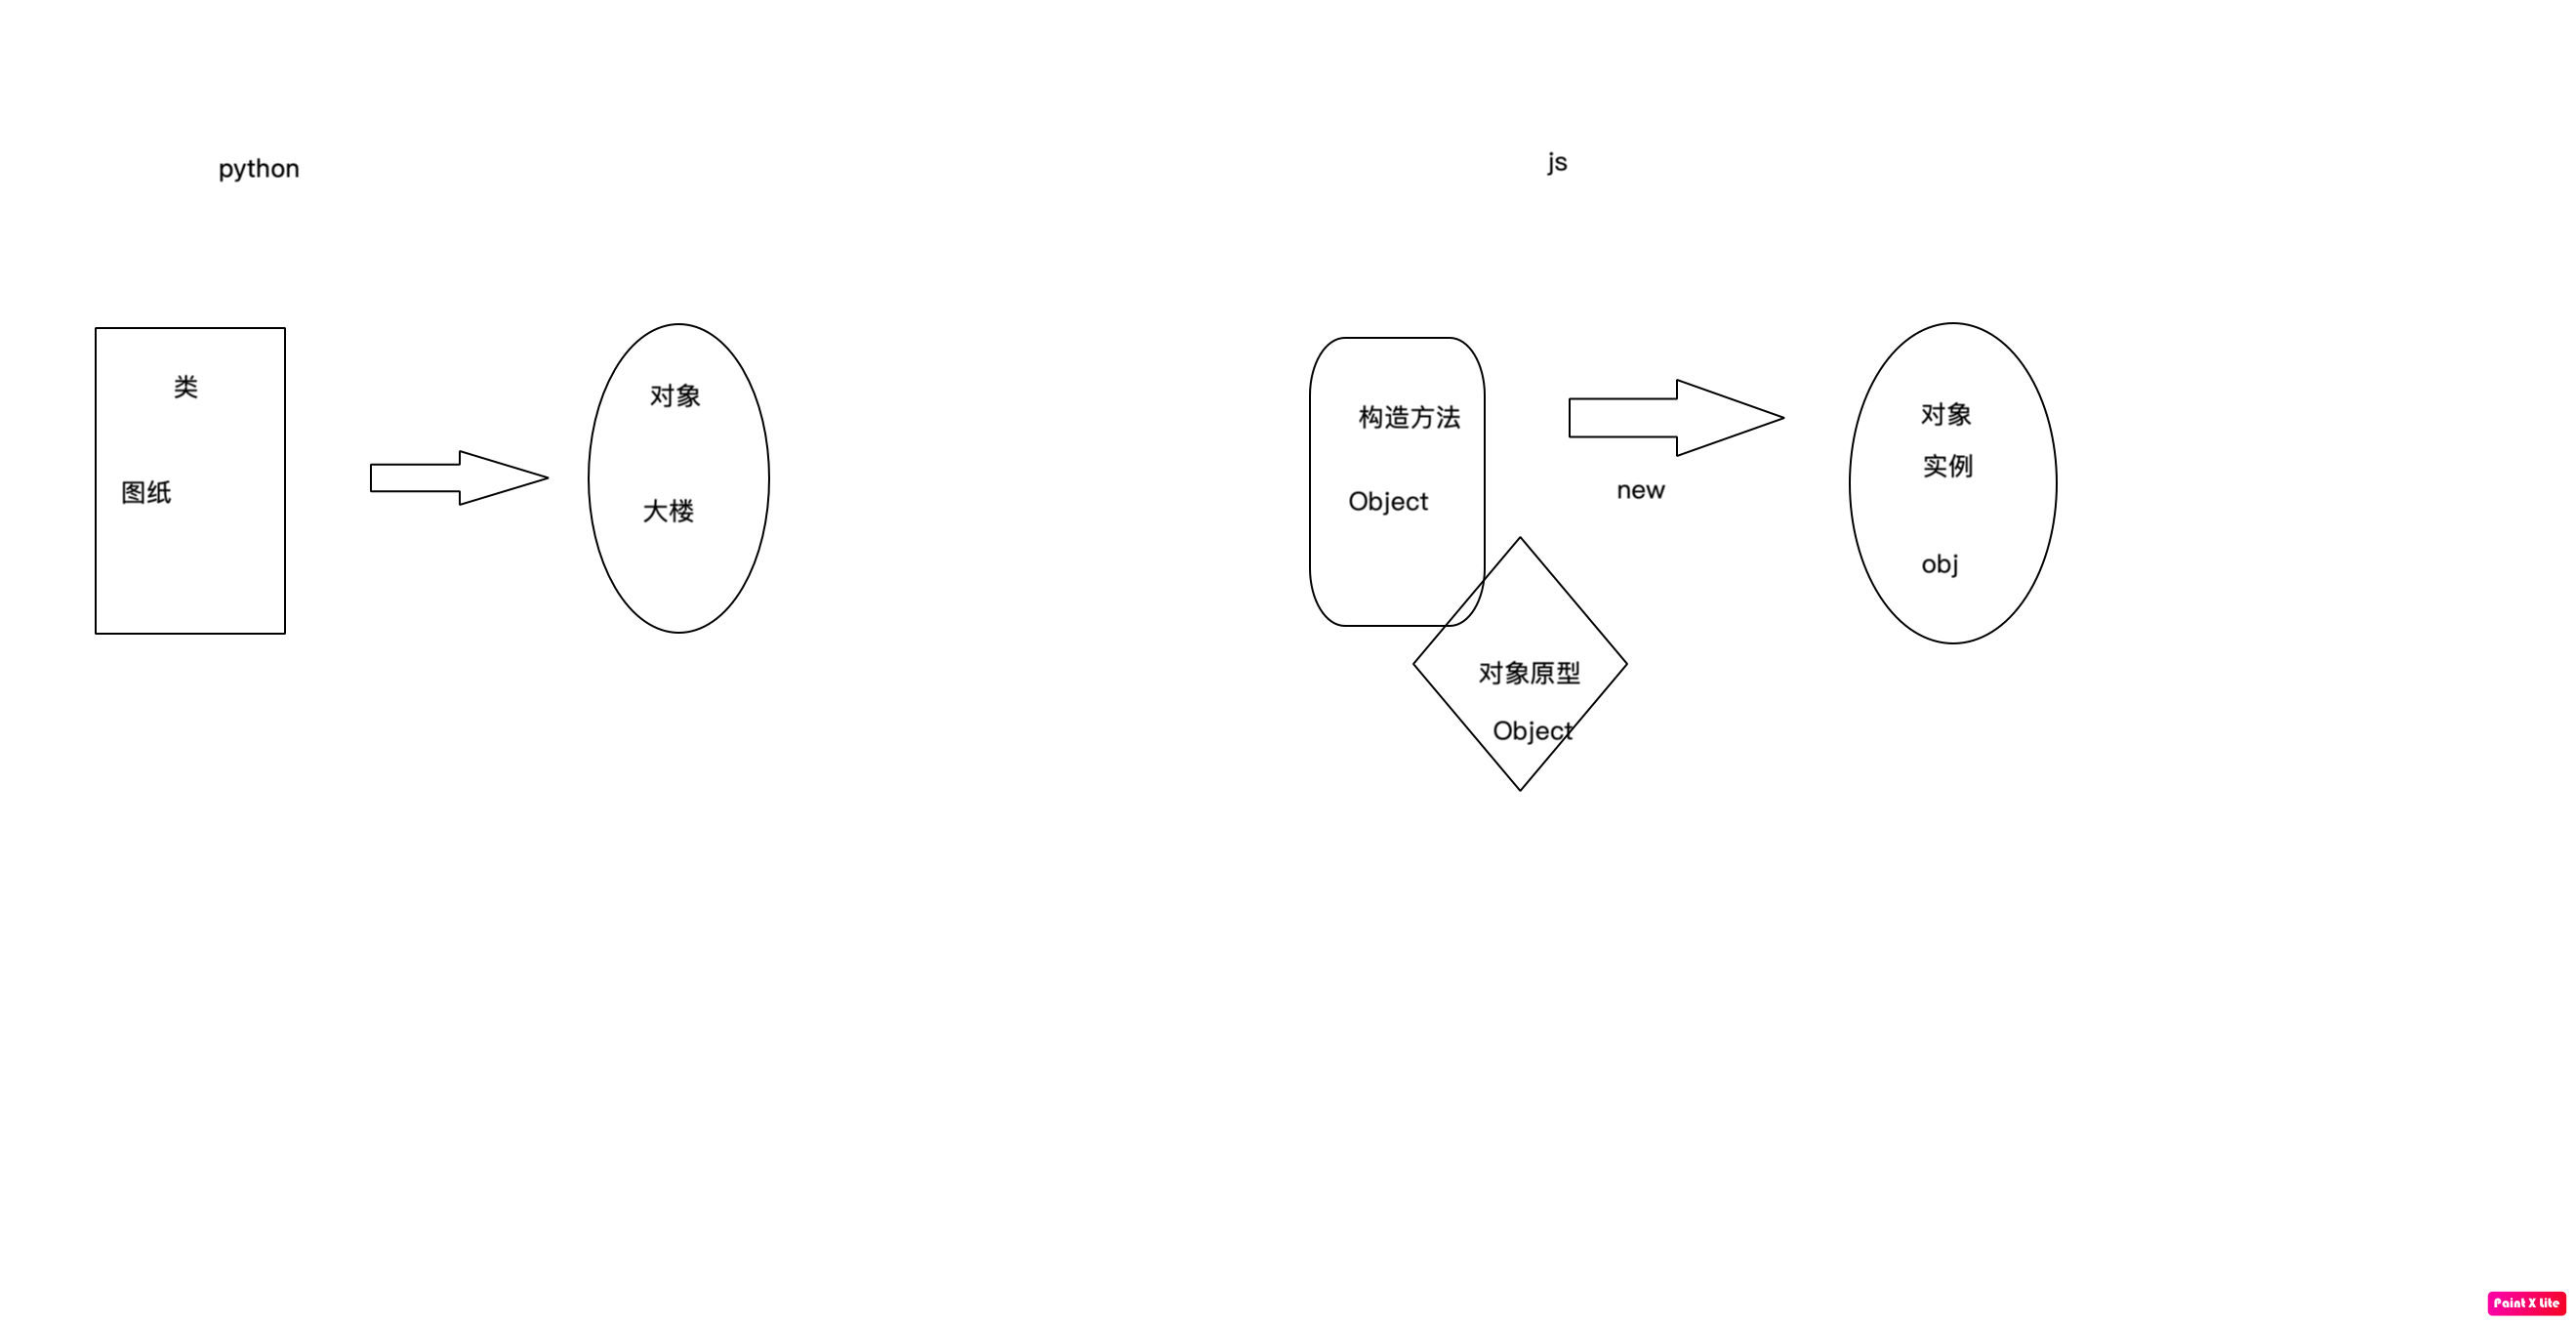 python
类
图纸
对象
大楼
js
构造方法
Object
new
对象
实例
obj
对象原型
Object
Paint X Lite